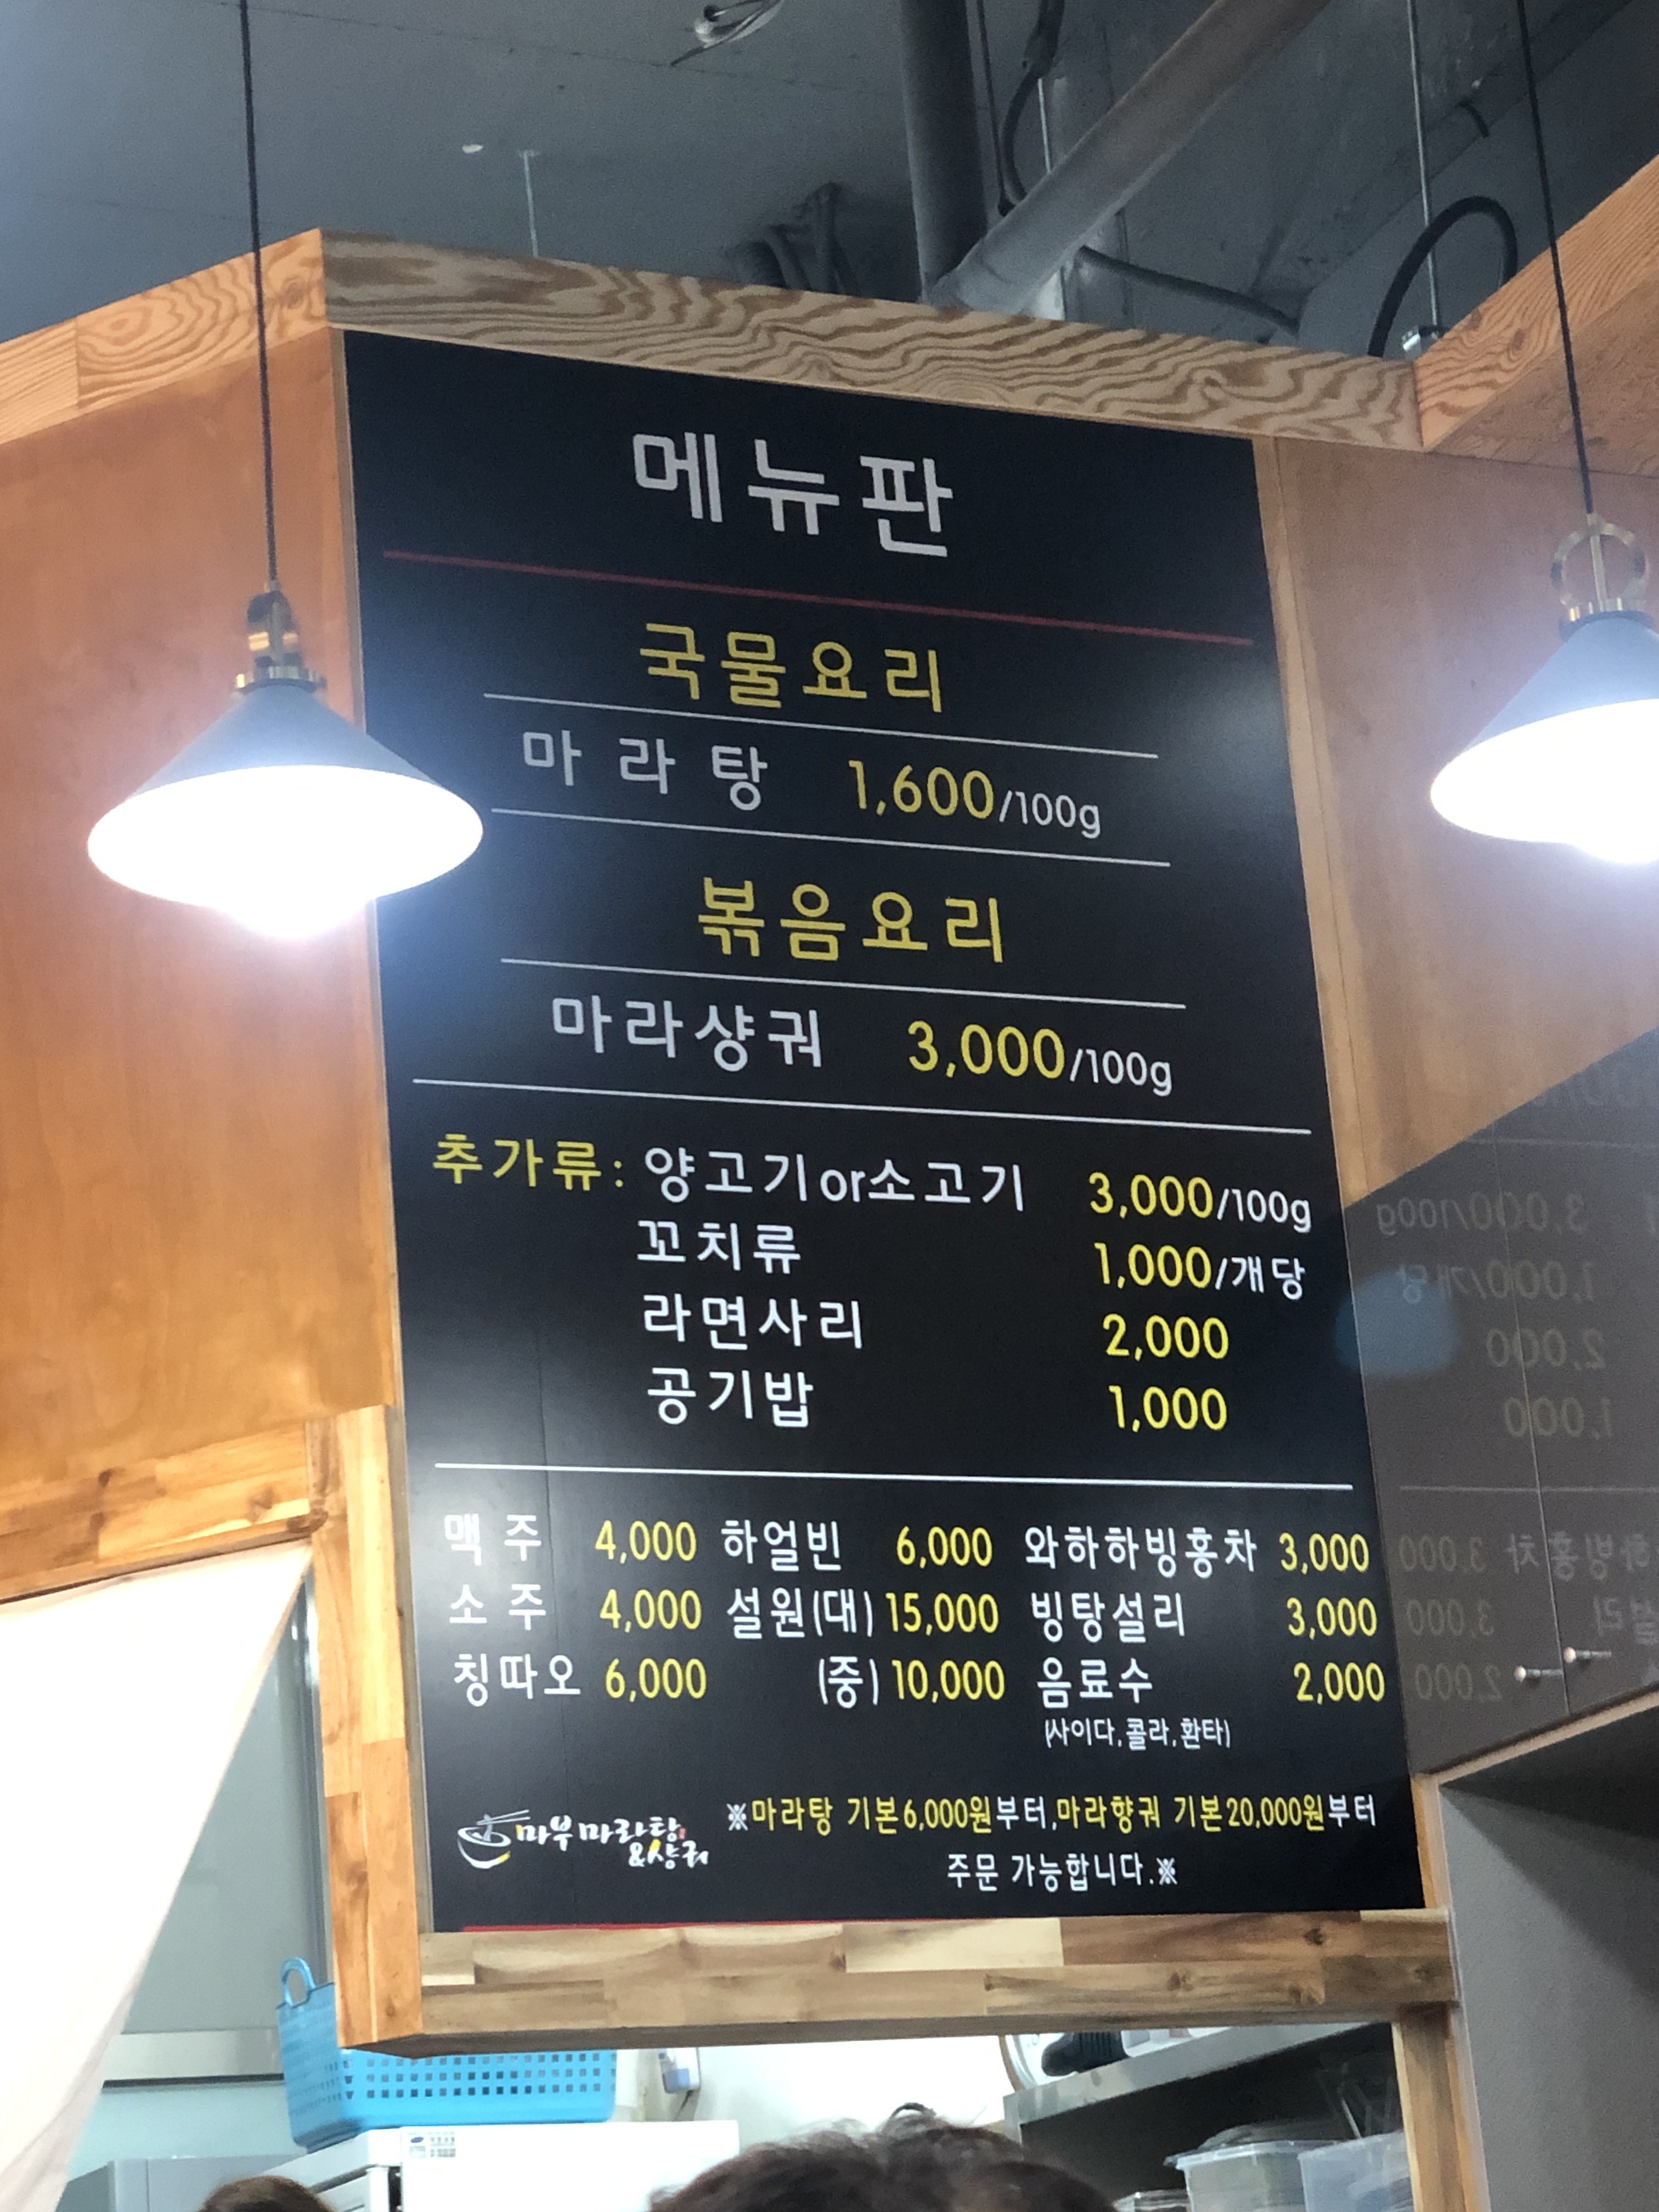 메뉴판
국물요리
마라탕 1,600/100g
볶음요리
마라샹궈 3,000/100g
추가류: 양고기or소고기 3,000/100g
꼬치류 1,000/개당
라면사리 2,000
공기밥 1,000
맥주 4,000 하얼빈 6,000 와하하빙홍차 3,000
소주 4,000 설원(대) 15,000 빙탕설리 3,000
칭따오 6,000 (중) 10,000 음료수 2,000
(사이다,콜라,환타)
마부마라탕
&샹궈
※마라탕 기본6,000원부터,마라향궈 기본20,000원부터
주문 가능합니다.※